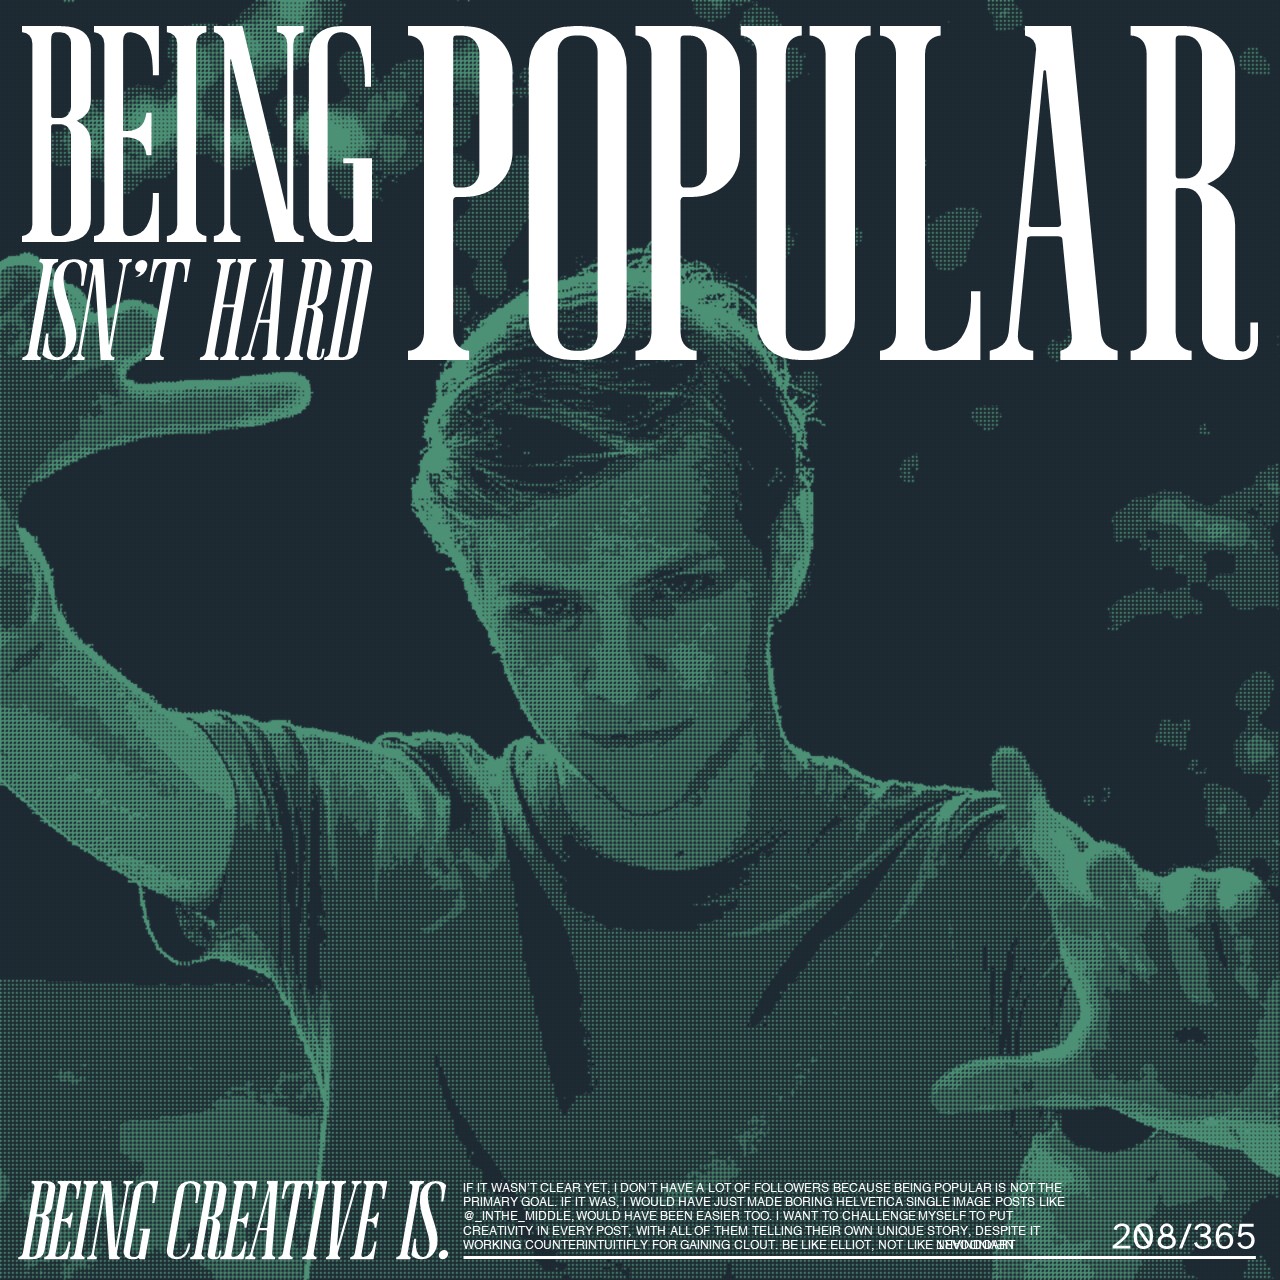 BEING POPULAR
ISN'T HARD
BEING CREATIVE IS.
IF IT WASN'T CLEAR YET, I DON'T HAVE A LOT OF FOLLOWERS BECAUSE BEING POPULAR IS NOT THE
PRIMARY GOAL. IF IT WAS, I WOULD HAVE JUST MADE BORING HELVETICA SINGLE IMAGE POSTS LIKE
@_INTHE_MIDDLE, WOULD HAVE BEEN EASIER TOO. I WANT TO CHALLENGE MYSELF TO PUT
CREATIVITY IN EVERY POST, WITH ALL OF THEM TELLING THEIR OWN UNIQUE STORY, DESPITE IT
WORKING COUNTERINTUITIFLY FOR GAINING CLOUT. BE LIKE ELLIOT, NOT LIKE
208/365